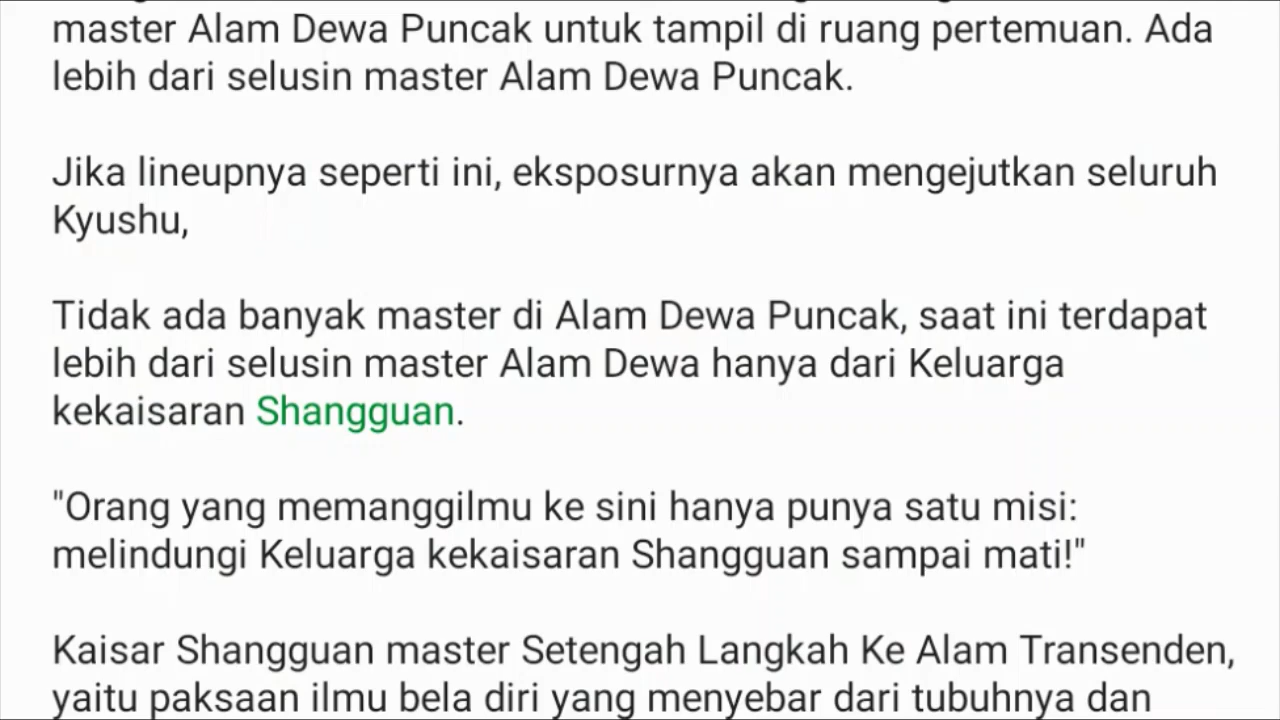 master Alam Dewa Puncak untuk tampil di ruang pertemuan. Ada
lebih dari selusin master Alam Dewa Puncak.
Jika lineupnya seperti ini, eksposurnya akan mengejutkan seluruh
Kyushu,
Tidak ada banyak master di Alam Dewa Puncak, saat ini terdapat
lebih dari selusin master Alam Dewa hanya dari Keluarga
kekaisaran Shangguan.
"Orang yang memanggilmu ke sini hanya punya satu misi:
melindungi Keluarga kekaisaran Shangguan sampai mati!"
Kaisar Shangguan master Setengah Langkah Ke Alam Transenden,
yaitu paksaan ilmu bela diri yang menyebar dari tubuhnya dan